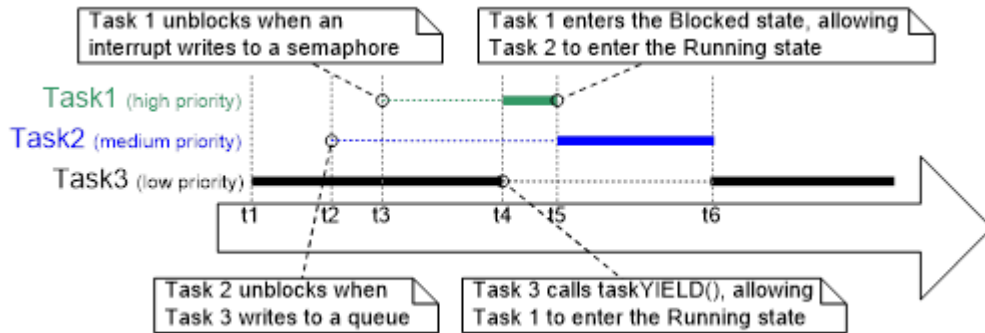 Task 1 unblocks when an
interrupt writes to a semaphore
Task 1 enters the Blocked state, allowing
Task 2 to enter the Running state
Task1 (high priority)
Task2 (medium priority)
Task3 (low priority)
t1 t2 t3 t4 t5 t6
Task 2 unblocks when
Task 3 writes to a queue
Task 3 calls taskYIELD(), allowing
Task 1 to enter the Running state